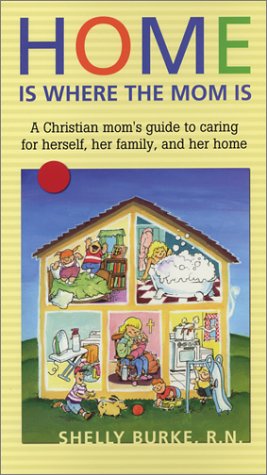 HOME
IS WHERE THE MOM IS
A Christian mom's guide to caring
for herself, her family, and her home
SHELLY BURKE, R.N.